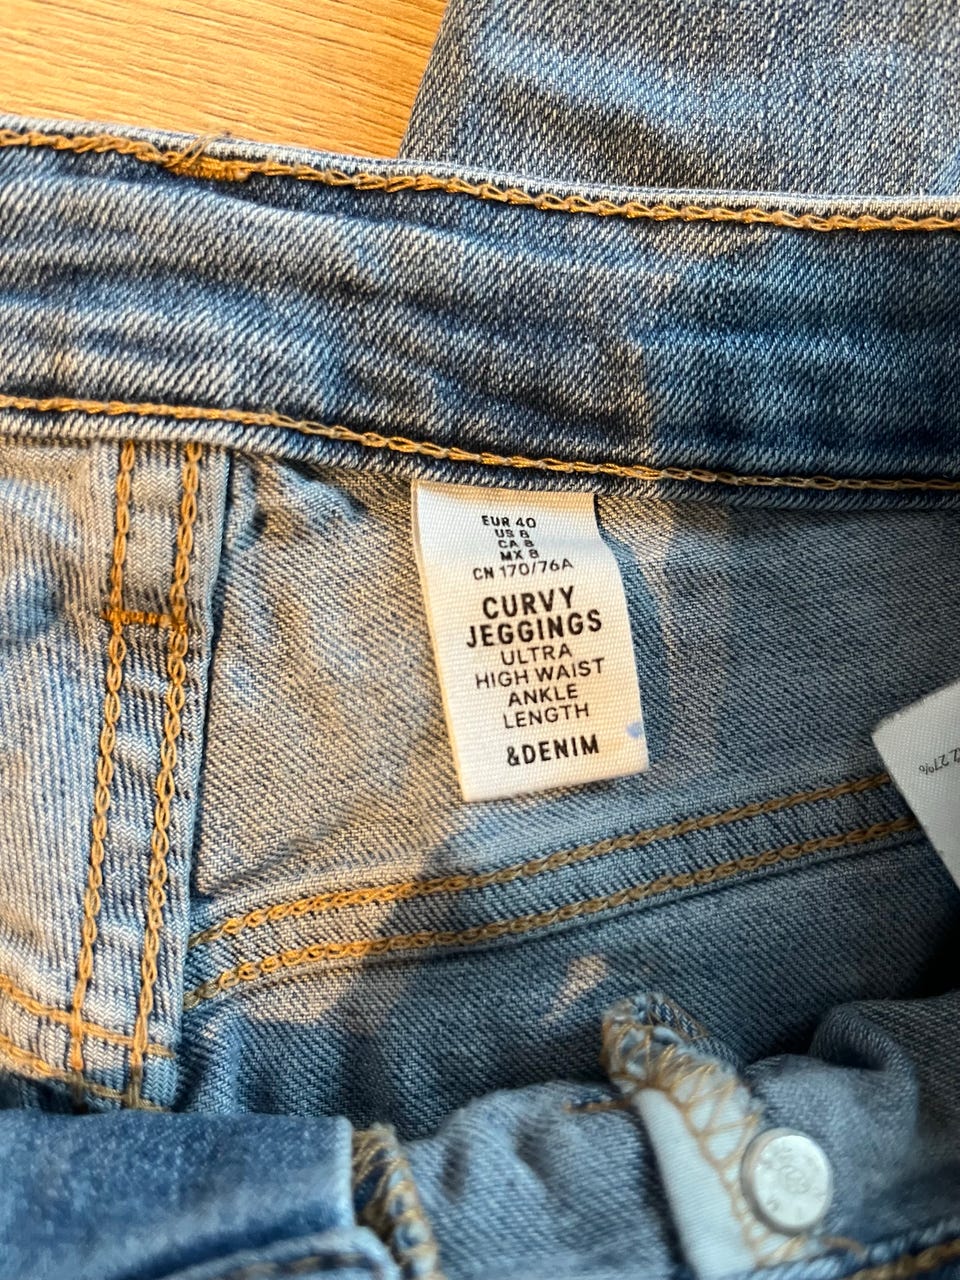 EUR 40
US 8
CA 8
MX 8
CN 170/76A
CURVY
JEGGINGS
ULTRA
HIGH WAIST
ANKLE
LENGTH
&DENIM
27%